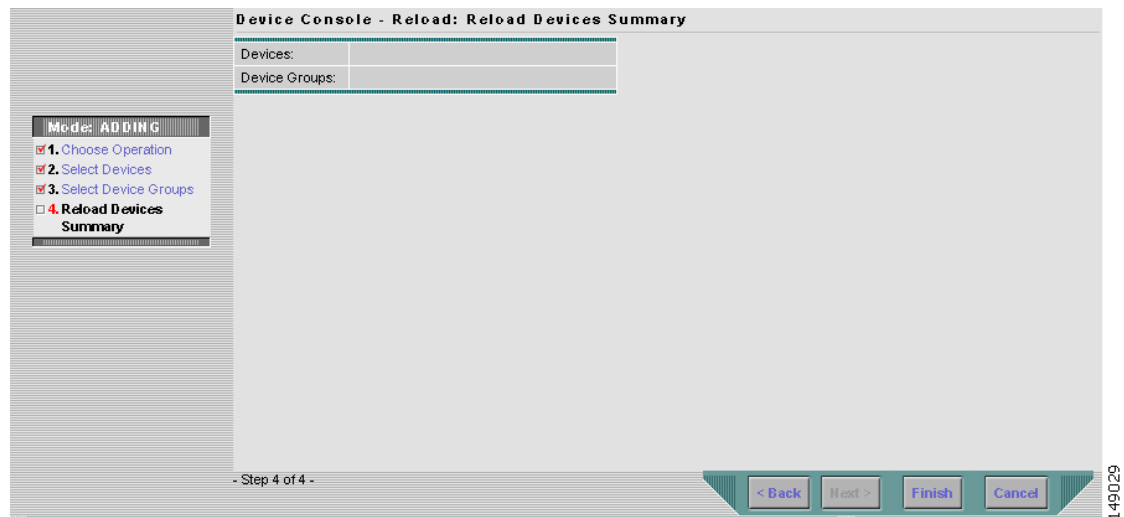 Device Console - Reload: Reload Devices Summary
Devices:
Device Groups:
Mode: ADDING
1. Choose Operation
2. Select Devices
3. Select Device Groups
4. Reload Devices
Summary
- Step 4 of 4 -
< Back
Next >
Finish
Cancel
149029